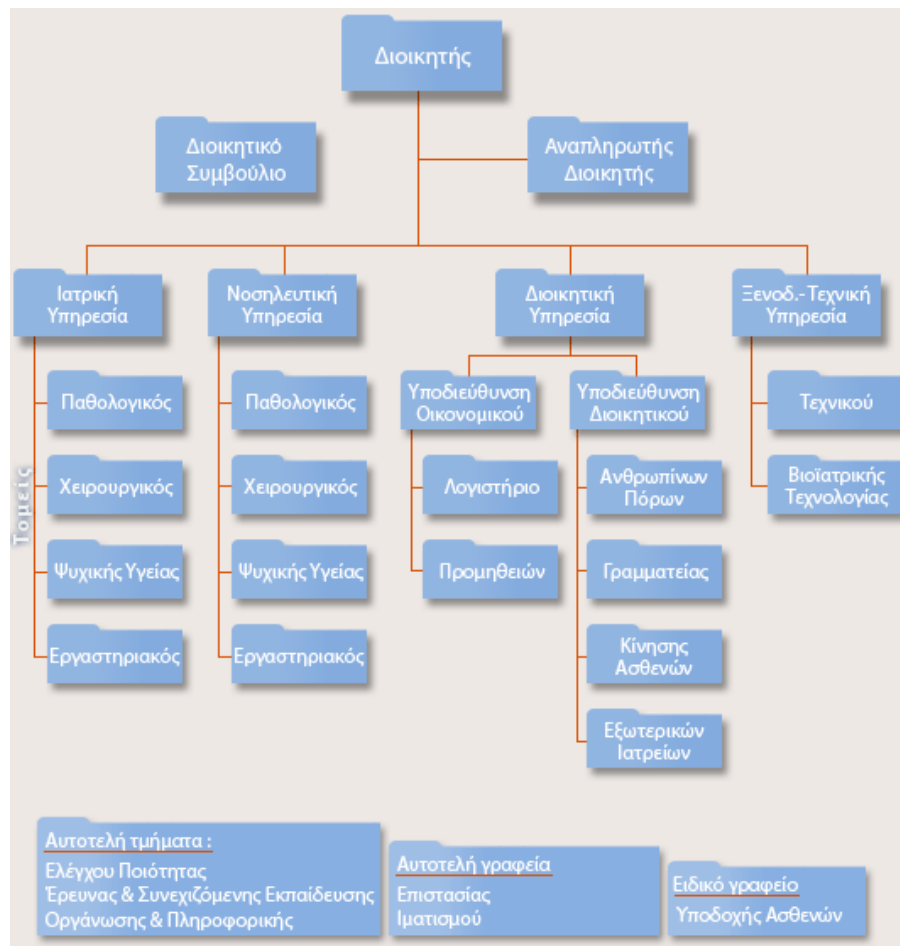 Διοικητής
Διοικητικό
Συμβούλιο
Αναπληρωτής
Διοικητής
Ιατρική
Υπηρεσία
Νοσηλευτική
Υπηρεσία
Διοικητική
Υπηρεσία
Ξενοδ.-Τεχνική
Υπηρεσία
Τομείς
Παθολογικός
Χειρουργικός
Ψυχικής Υγείας
Εργαστηριακός
Παθολογικός
Χειρουργικός
Ψυχικής Υγείας
Εργαστηριακός
Υποδιεύθυνση
Οικονομικού
Λογιστήριο
Προμηθειών
Υποδιεύθυνση
Διοικητικού
Ανθρωπίνων
Πόρων
Γραμματείας
Κίνησης
Ασθενών
Εξωτερικών
Ιατρείων
Τεχνικού
Βιοϊατρικής
Τεχνολογίας
Αυτοτελή τμήματα :
Ελέγχου Ποιότητας
Έρευνας & Συνεχιζόμενης Εκπαίδευσης
Οργάνωσης & Πληροφορικής
Αυτοτελή γραφεία
Επιστασίας
Ιματισμού
Ειδικό γραφείο
Υποδοχής Ασθενών